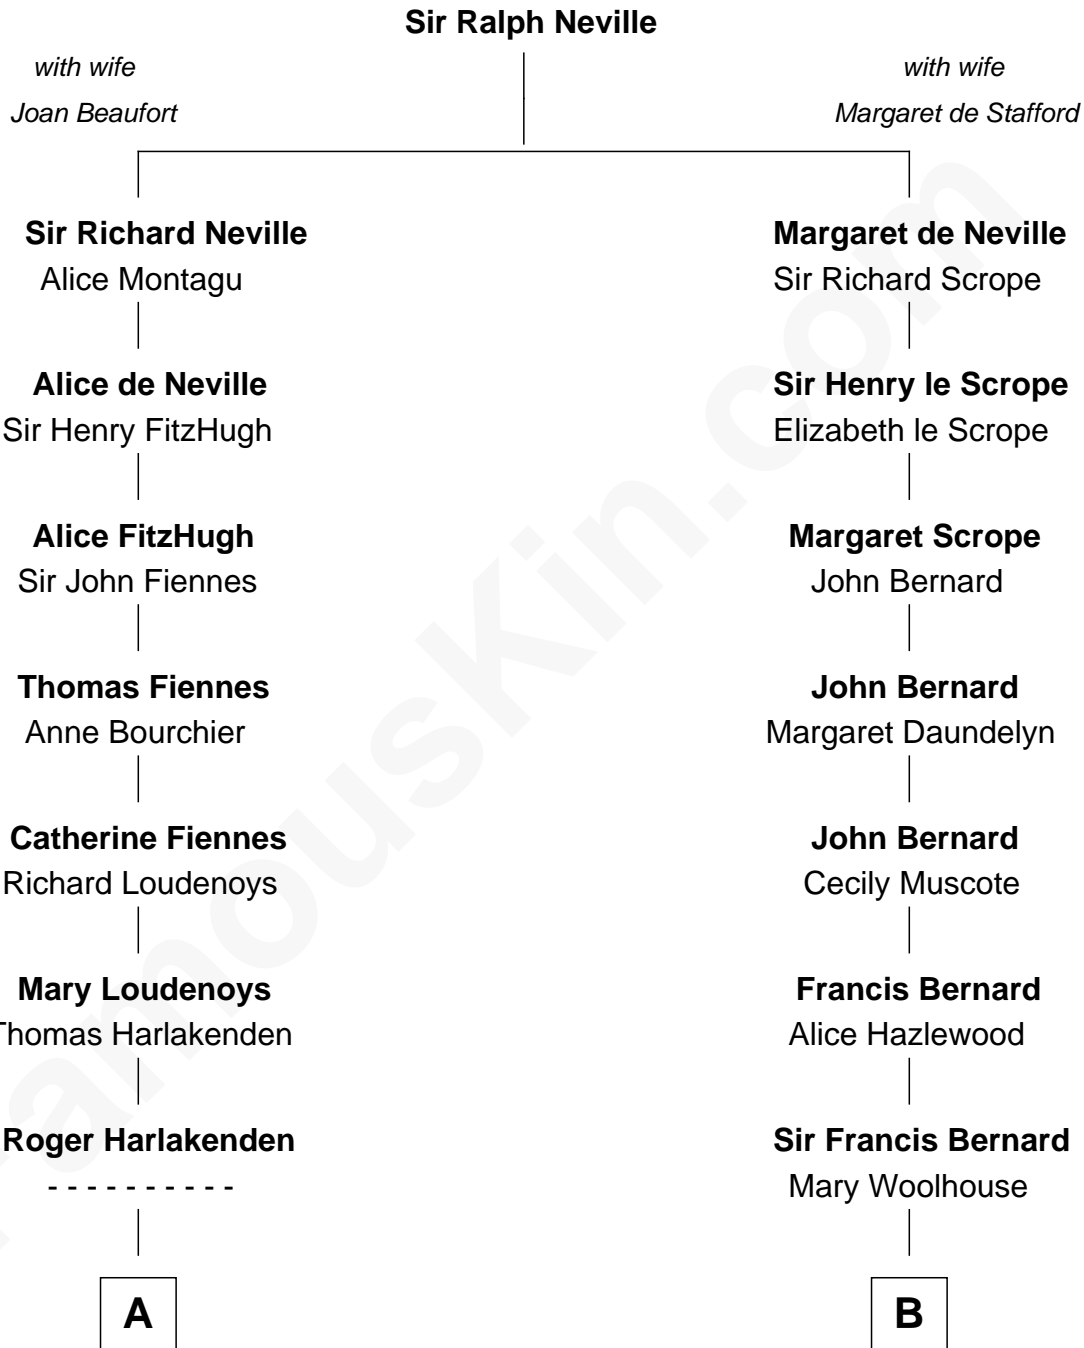 Sir Ralph Neville
with wife
Joan Beaufort
with wife
Margaret de Stafford
Sir Richard Neville
Alice Montagu
Margaret de Neville
Sir Richard Scrope
Alice de Neville
Sir Henry FitzHugh
Sir Henry le Scrope
Elizabeth le Scrope
Alice FitzHugh
Sir John Fiennes
Margaret Scrope
John Bernard
Thomas Fiennes
Anne Bourchier
John Bernard
Margaret Daundelyn
Catherine Fiennes
Richard Loudenoys
John Bernard
Cecily Muscote
Mary Loudenoys
Thomas Harlakenden
Francis Bernard
Alice Hazlewood
Roger Harlakenden
- - - - - - - - - -
Sir Francis Bernard
Mary Woolhouse
A
B
FamousKin.com